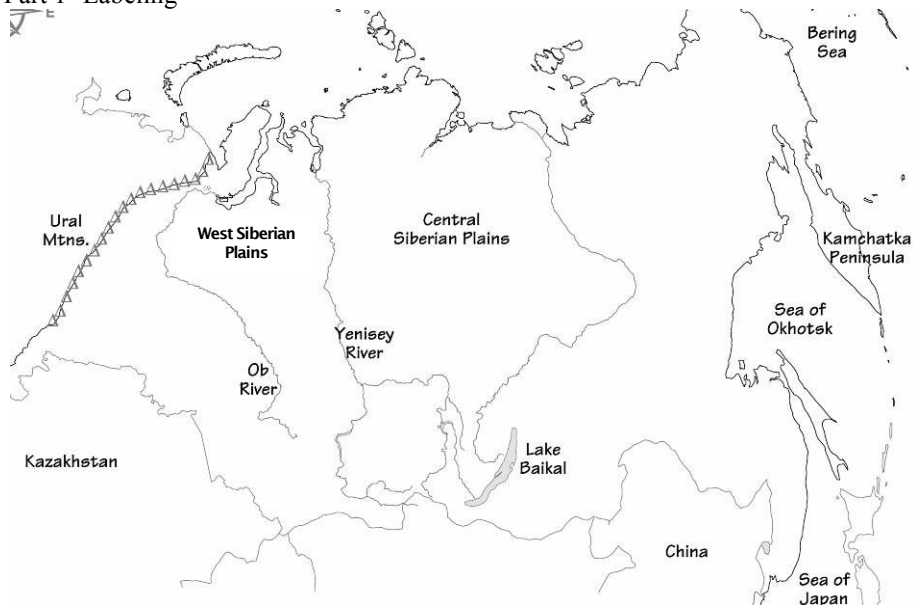 Part 1- Labeling
E
Bering
Sea
Ural
Mtns.
West Siberian
Plains
Central
Siberian Plains
Kamchatka
Peninsula
Sea of
Okhotsk
Yenisey
River
Ob
River
Kazakhstan
Lake
Baikal
China
Sea of
Japan